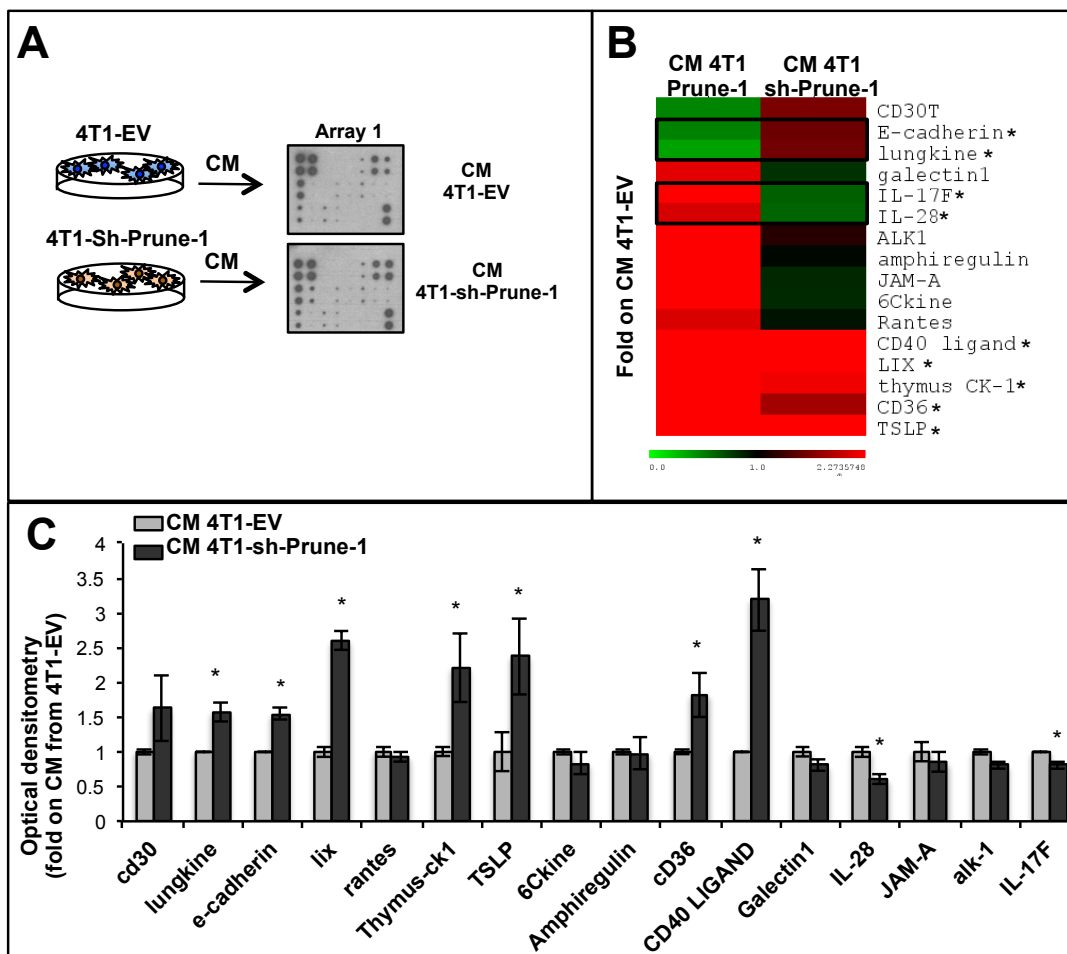 A
4T1-EV
CM
Array 1
CM
4T1-EV
4T1-Sh-Prune-1
CM
CM
4T1-sh-Prune-1
B
CM 4T1
Prune-1
CM 4T1
sh-Prune-1
Fold on CM 4T1-EV
CD30T
E-cadherin*
lungkine*
galectin1
IL-17F*
IL-28*
ALK1
amphiregulin
JAM-A
6Ckine
Rantes
CD40 ligand*
LIX*
thymus CK-1*
CD36*
TSLP*
0.0 1.0 2.2735748
C
CM 4T1-EV
CM 4T1-sh-Prune-1
Optical densitometry
(fold on CM from 4T1-EV)
4
3.5
3
2.5
2
1.5
1
0.5
0
* * * * * * * * *
cd30
lungkine
e-cadherin
lix
rantes
Thymus-ck1
TSLP
6Ckine
Amphiregulin
cD36
CD40 LIGAND
Galectin1
IL-28
JAM-A
alk-1
IL-17F